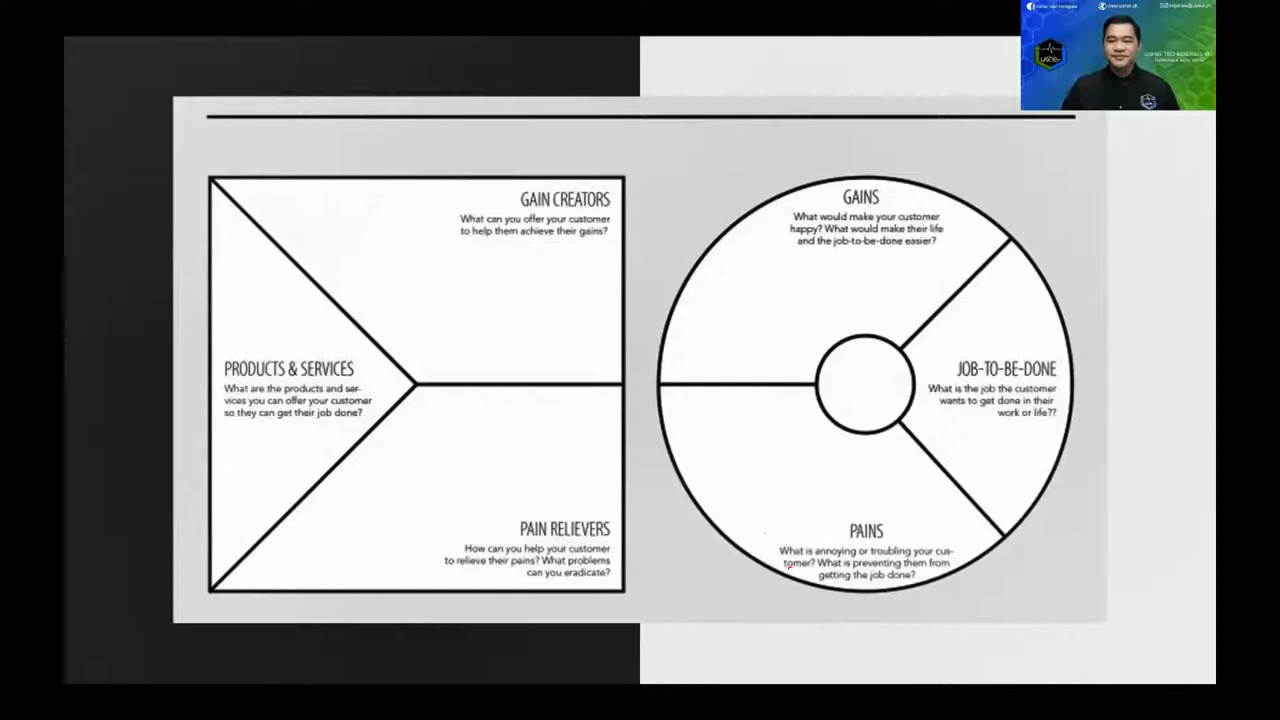 usher
USHER TECHNOLOGIES INC
GAIN CREATORS
What can you offer your customer
to help them achieve their gains?
PRODUCTS & SERVICES
What are the products and ser-
vices you can offer your customer
so they can get their job done?
PAIN RELIEVERS
How can you help your customer
to relieve their pains? What problems
can you eradicate?
GAINS
What would make your customer
happy? What would make their life
and the job-to-be-done easier?
JOB-TO-BE-DONE
What is the job the customer
wants to get done in their
work or life??
PAINS
What is annoying or troubling your cus-
tomer? What is preventing them from
getting the job done?